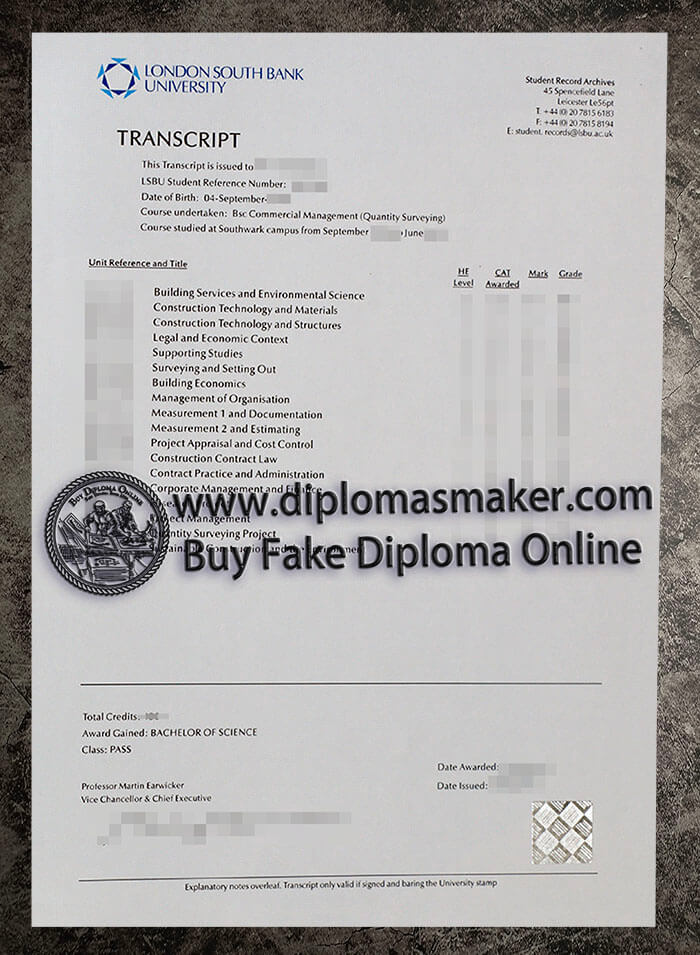 LONDON SOUTH BANK
UNIVERSITY
Student Record Archives
45 Spencefield Lane
Leicester Le56pt
T: +44 (0) 20 7815 6183
F: +44 (0) 20 7815 8194
E: student. records@lsbu.ac.uk
TRANSCRIPT
This Transcript is issued to
LSBU Student Reference Number:
Date of Birth: 04-September-
Course undertaken: Bsc Commercial Management (Quantity Surveying)
Course studied at Southwark campus from September June
Unit Reference and Title
HE Level
CAT Awarded
Mark
Grade
Building Services and Environmental Science
Construction Technology and Materials
Construction Technology and Structures
Legal and Economic Context
Supporting Studies
Surveying and Setting Out
Building Economics
Management of Organisation
Measurement 1 and Documentation
Measurement 2 and Estimating
Project Appraisal and Cost Control
Construction Contract Law
Contract Practice and Administration
Corporate Management and
Management
Surveying Project
Buy Diploma Online
www.diplomasmaker.com
Buy Fake Diploma Online
Total Credits:
Award Gained: BACHELOR OF SCIENCE
Class: PASS
Date Awarded:
Date Issued:
Professor Martin Earwicker
Vice Chancellor & Chief Executive
Explanatory notes overleaf. Transcript only valid if signed and baring the University stamp